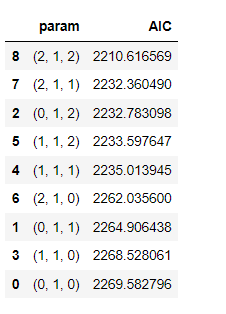 param AIC
8 (2, 1, 2) 2210.616569
7 (2, 1, 1) 2232.360490
2 (0, 1, 2) 2232.783098
5 (1, 1, 2) 2233.597647
4 (1, 1, 1) 2235.013945
6 (2, 1, 0) 2262.035600
1 (0, 1, 1) 2264.906438
3 (1, 1, 0) 2268.528061
0 (0, 1, 0) 2269.582796